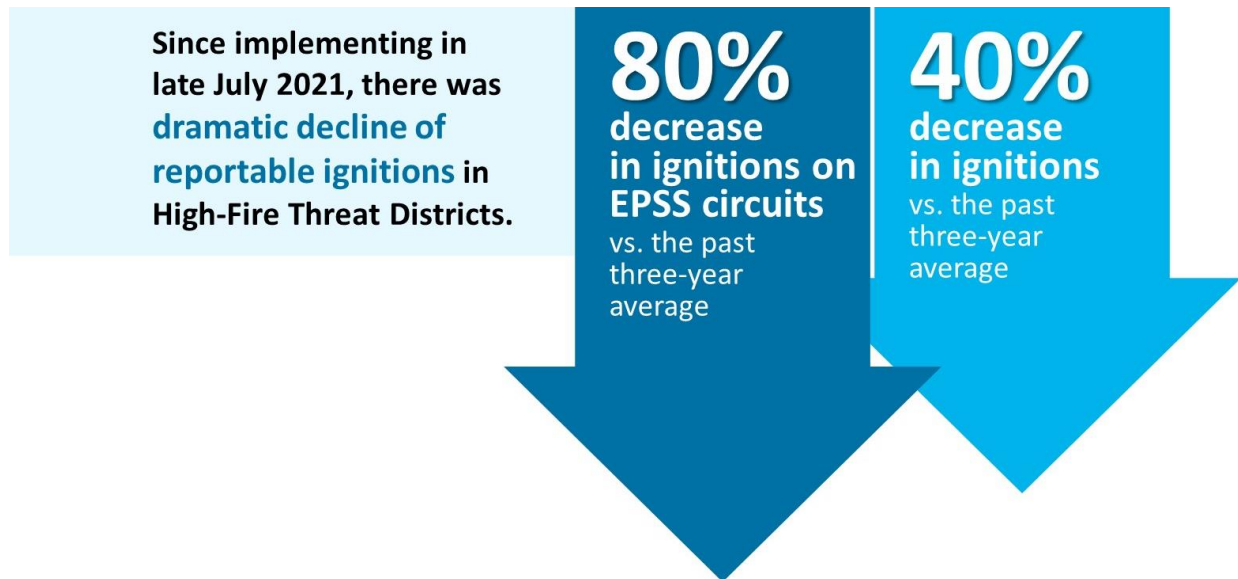 Since implementing in
late July 2021, there was
dramatic decline of
reportable ignitions in
High-Fire Threat Districts.
80%
decrease
in ignitions on
EPSS circuits
vs. the past
three-year
average
40%
decrease
in ignitions
vs. the past
three-year
average